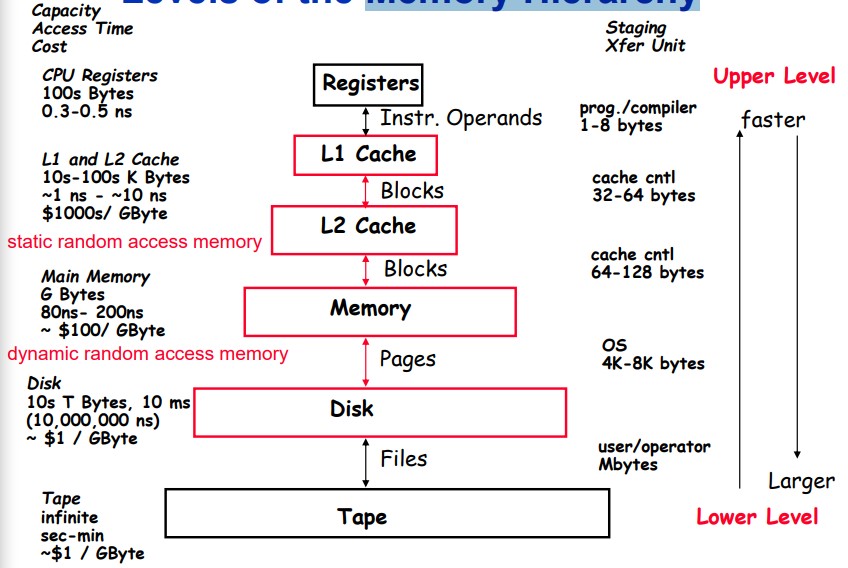 Levels of the Memory Hierarchy
Capacity
Access Time
Cost
Staging
Xfer Unit
CPU Registers
100s Bytes
0.3-0.5 ns
Registers
Upper Level
Instr. Operands
prog./compiler
1-8 bytes
faster
L1 and L2 Cache
10s-100s K Bytes
~1 ns - ~10 ns
$1000s/ GByte
L1 Cache
Blocks
cache cntl
32-64 bytes
static random access memory
L2 Cache
Blocks
cache cntl
64-128 bytes
Main Memory
G Bytes
80ns- 200ns
~ $100/ GByte
Memory
dynamic random access memory
Pages
OS
4K-8K bytes
Disk
10s T Bytes, 10 ms
(10,000,000 ns)
~ $1 / GByte
Disk
Files
user/operator
Mbytes
Larger
Lower Level
Tape
infinite
sec-min
~$1 / GByte
Tape